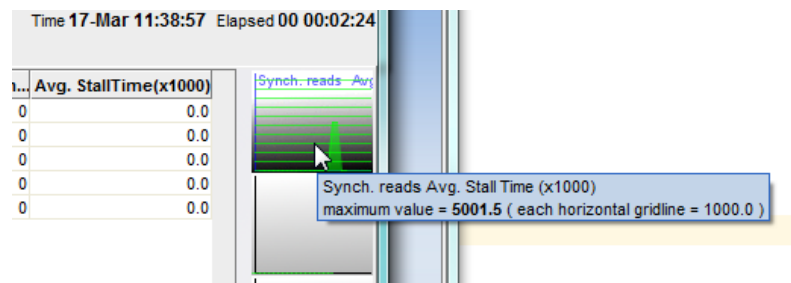 Time 17-Mar 11:38:57 Elapsed 00 00:02:24
... Avg. StallTime(x1000)
Synch. reads Avg
0 0.0
0 0.0
0 0.0
0 0.0
0 0.0
Synch. reads Avg. Stall Time (x1000)
maximum value = 5001.5 ( each horizontal gridline = 1000.0 )